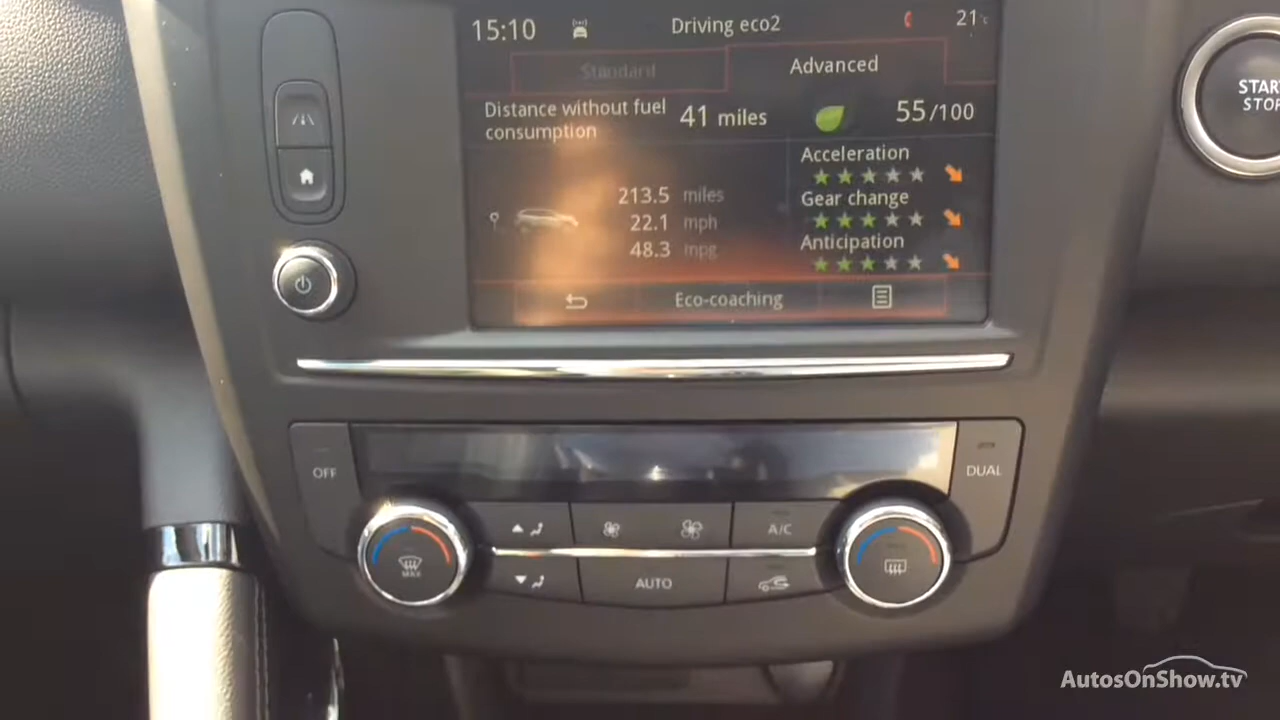 15:10 Driving eco2 21°C
Standard Advanced
Distance without fuel
consumption
41 miles
55/100
Acceleration
Gear change
Anticipation
213.5 miles
22.1 mph
48.3 mpg
Eco-coaching
START
STOP
OFF
DUAL
A/C
MAX
AUTO
AutosOnShow.tv